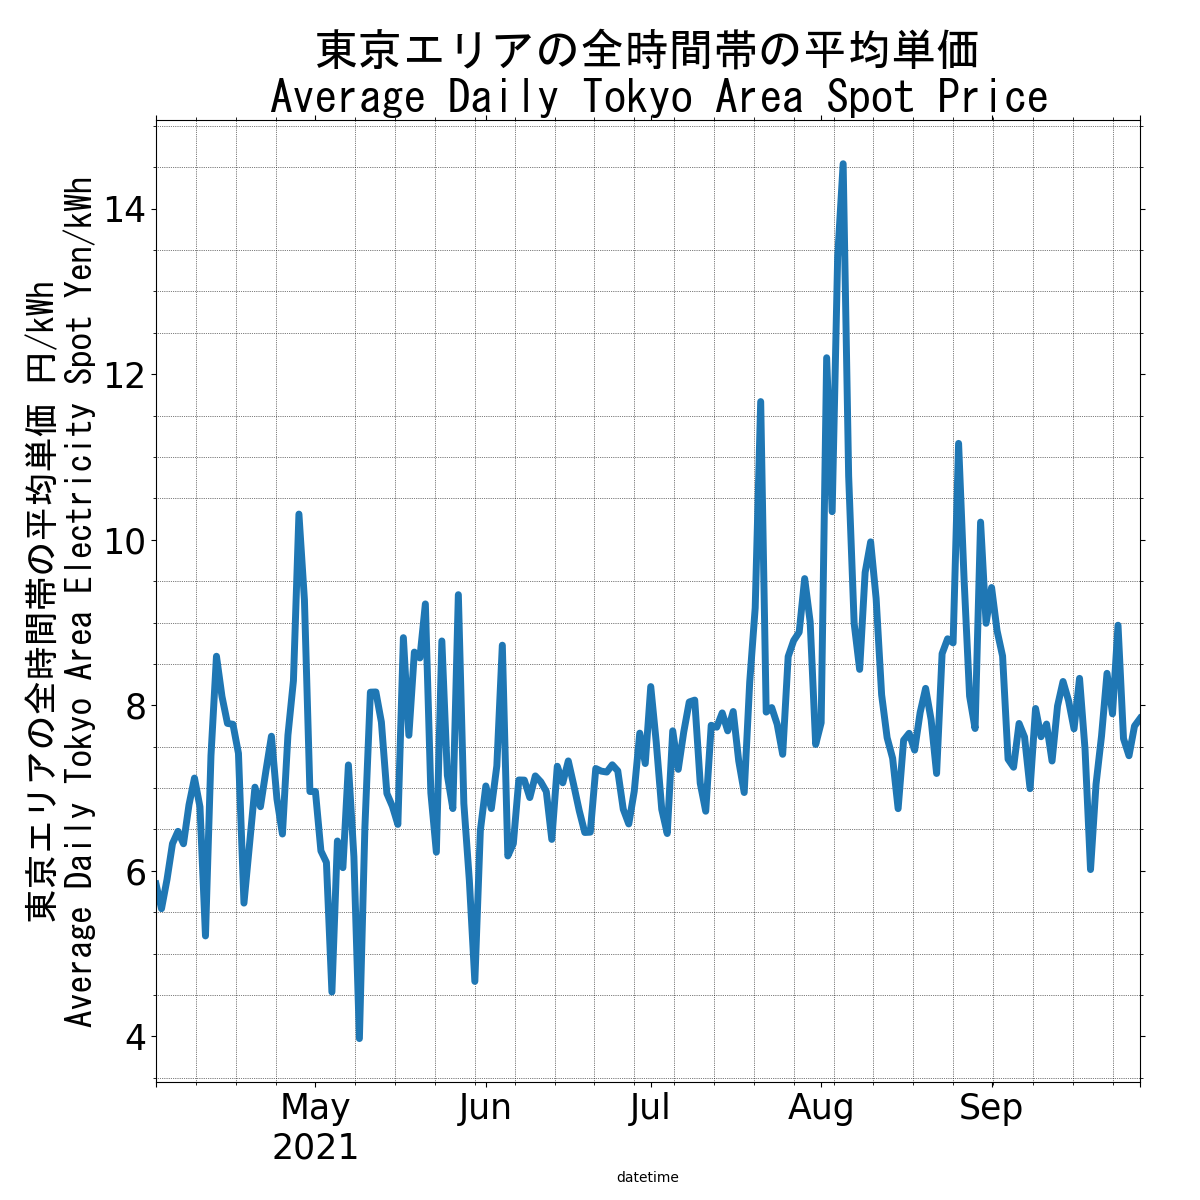 東京エリアの全時間帯の平均単価
Average Daily Tokyo Area Spot Price
東京エリアの全時間帯の平均単価 円/kWh
Average Daily Tokyo Area Electricity Spot Yen/kWh
14
12
10
8
6
4
May
2021
Jun
Jul
Aug
Sep
datetime